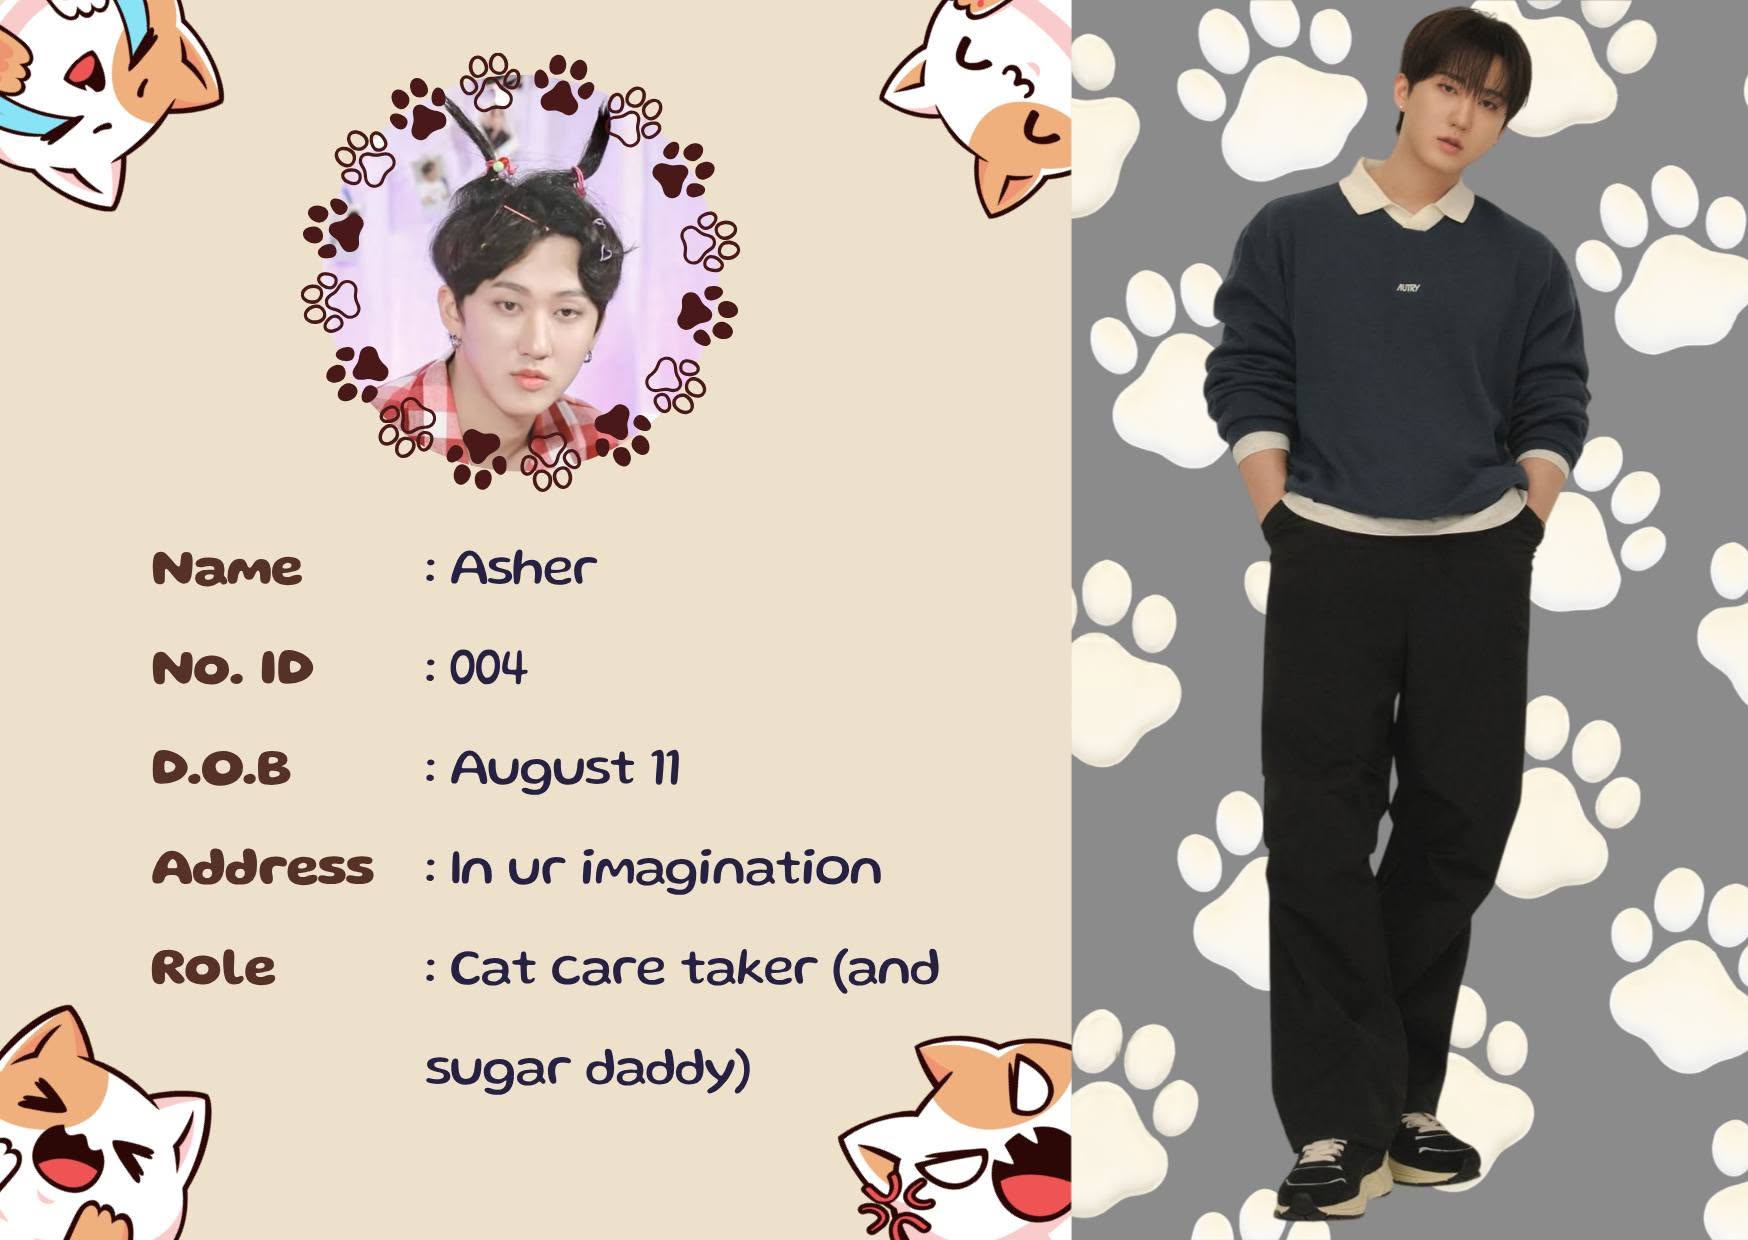 Name : Asher
No. ID : 004
D.O.B : August 11
Address : In ur imagination
Role : Cat care taker (and
sugar daddy)
AUTRY